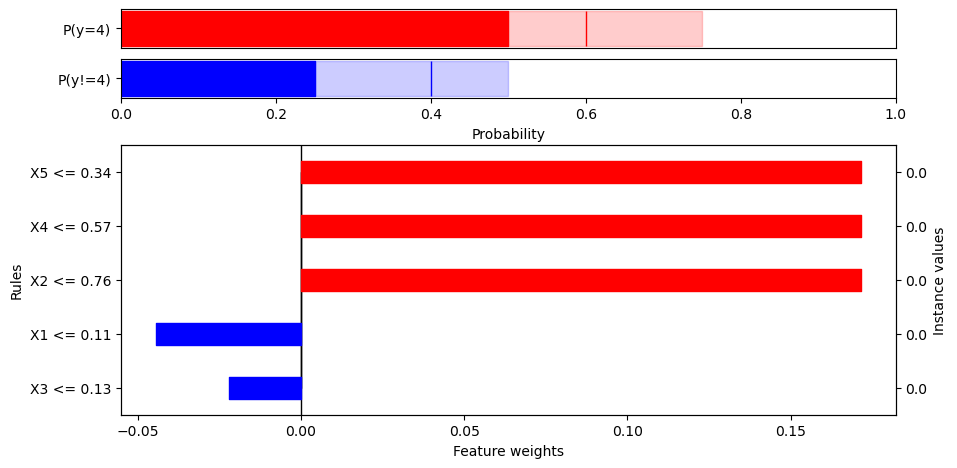 P(y=4)
P(y!=4)
0.0 0.2 0.4 0.6 0.8 1.0
Probability
X5 <= 0.34 0.0
X4 <= 0.57 0.0
X2 <= 0.76 0.0
X1 <= 0.11 0.0
X3 <= 0.13 0.0
Rules
Instance values
−0.05 0.00 0.05 0.10 0.15
Feature weights